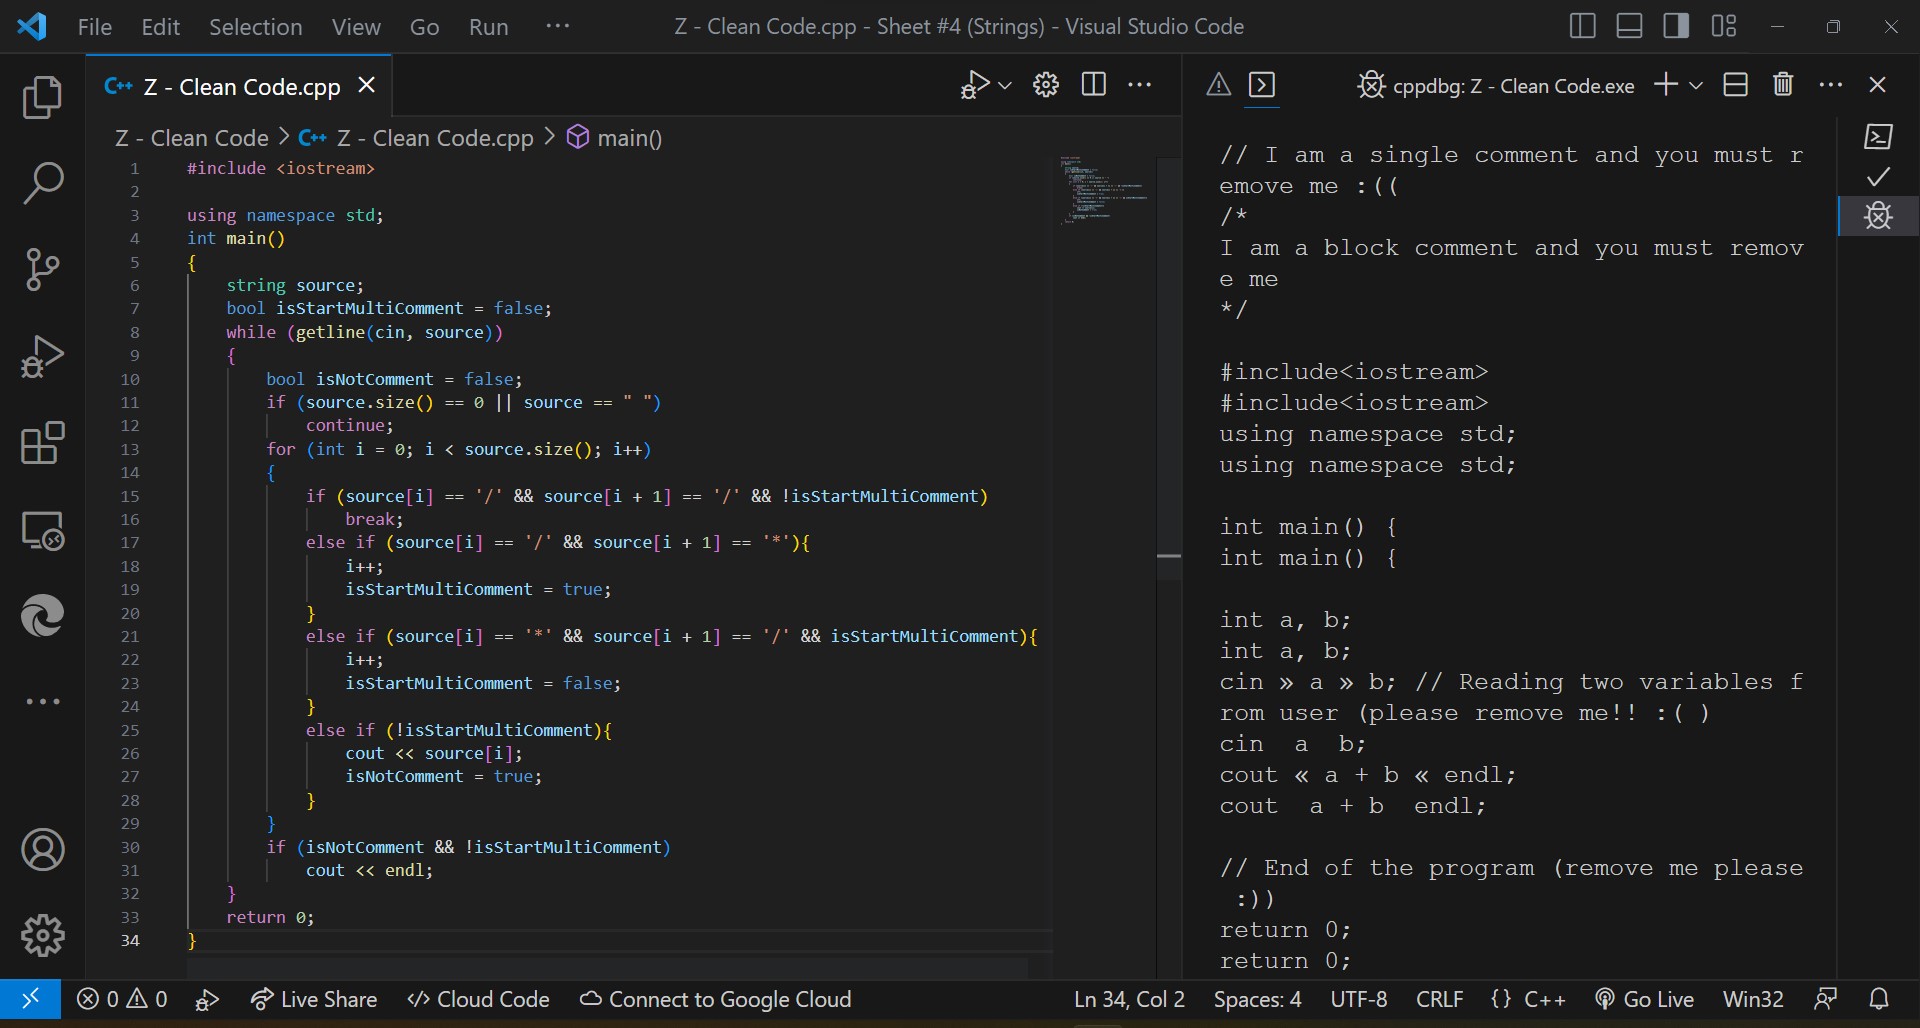 File Edit Selection View Go Run ··· Z - Clean Code.cpp - Sheet #4 (Strings) - Visual Studio Code
C++ Z - Clean Code.cpp
cppdbg: Z - Clean Code.exe
Z - Clean Code > C++ Z - Clean Code.cpp > main()
1 #include <iostream>
2
3 using namespace std;
4 int main()
5 {
6 string source;
7 bool isStartMultiComment = false;
8 while (getline(cin, source))
9 {
10 bool isNotComment = false;
11 if (source.size() == 0 || source == " ")
12 continue;
13 for (int i = 0; i < source.size(); i++)
14 {
15 if (source[i] == '/' && source[i + 1] == '/' && !isStartMultiComment)
16 break;
17 else if (source[i] == '/' && source[i + 1] == '*'){
18 i++;
19 isStartMultiComment = true;
20 }
21 else if (source[i] == '*' && source[i + 1] == '/' && isStartMultiComment){
22 i++;
23 isStartMultiComment = false;
24 }
25 else if (!isStartMultiComment){
26 cout << source[i];
27 isNotComment = true;
28 }
29 }
30 if (isNotComment && !isStartMultiComment)
31 cout << endl;
32 }
33 return 0;
34 }
// I am a single comment and you must r
emove me :((
/*
I am a block comment and you must remov
e me
*/
#include<iostream>
#include<iostream>
using namespace std;
using namespace std;
int main() {
int main() {
int a, b;
int a, b;
cin » a » b; // Reading two variables f
rom user (please remove me!! :( )
cin  a  b;
cout « a + b « endl;
cout  a + b  endl;
// End of the program (remove me please
:))
return 0;
return 0;
0 0 Live Share </> Cloud Code Connect to Google Cloud Ln 34, Col 2 Spaces: 4 UTF-8 CRLF {} C++ Go Live Win32